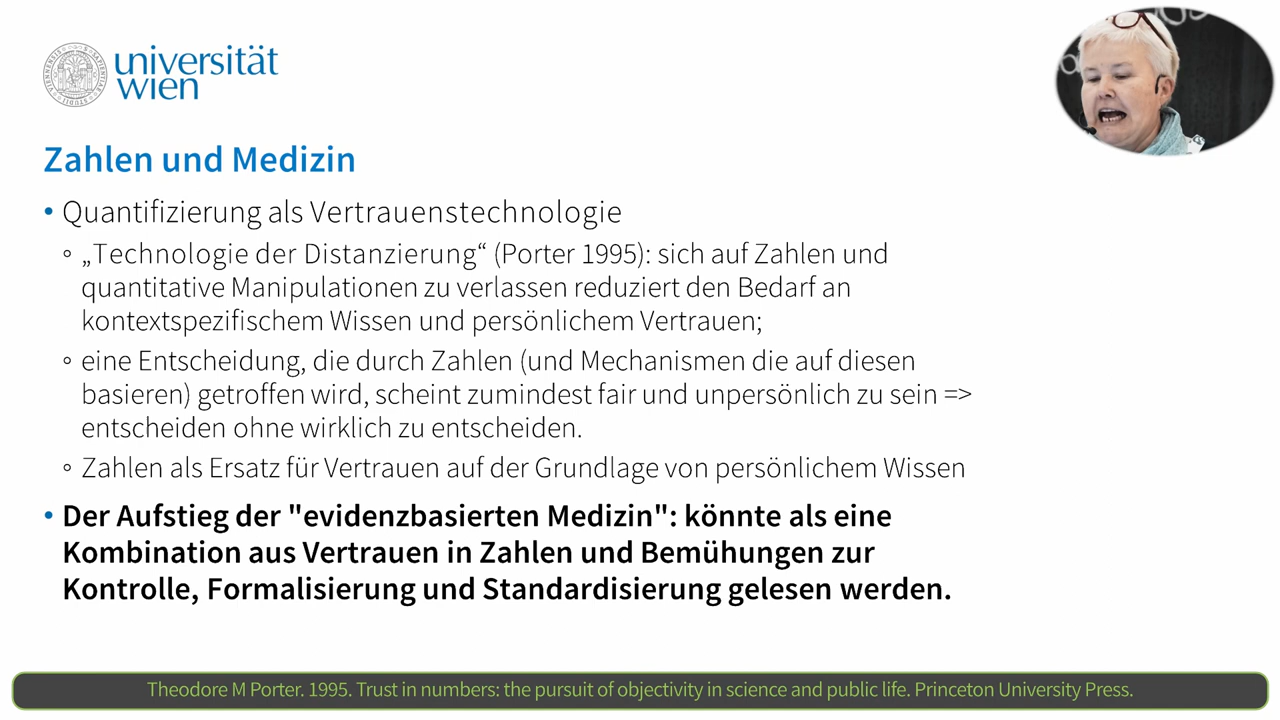 universität
wien
Zahlen und Medizin
• Quantifizierung als Vertrauenstechnologie
◦ „Technologie der Distanzierung“ (Porter 1995): sich auf Zahlen und
quantitative Manipulationen zu verlassen reduziert den Bedarf an
kontextspezifischem Wissen und persönlichem Vertrauen;
◦ eine Entscheidung, die durch Zahlen (und Mechanismen die auf diesen
basieren) getroffen wird, scheint zumindest fair und unpersönlich zu sein =>
entscheiden ohne wirklich zu entscheiden.
◦ Zahlen als Ersatz für Vertrauen auf der Grundlage von persönlichem Wissen
• Der Aufstieg der "evidenzbasierten Medizin": könnte als eine
Kombination aus Vertrauen in Zahlen und Bemühungen zur
Kontrolle, Formalisierung und Standardisierung gelesen werden.
Theodore M Porter. 1995. Trust in numbers: the pursuit of objectivity in science and public life. Princeton University Press.